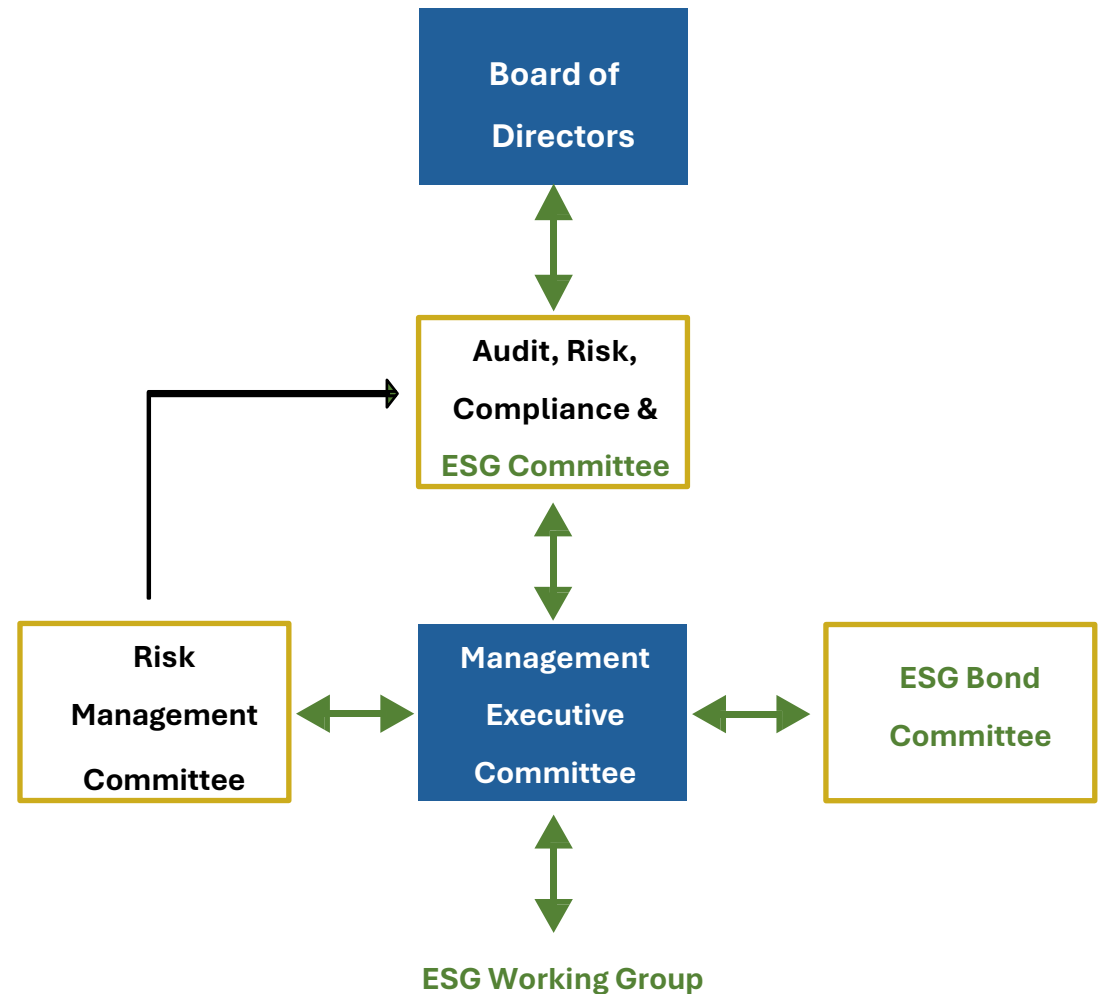 Board of
Directors
Audit, Risk,
Compliance &
ESG Committee
Risk
Management
Committee
Management
Executive
Committee
ESG Bond
Committee
ESG Working Group